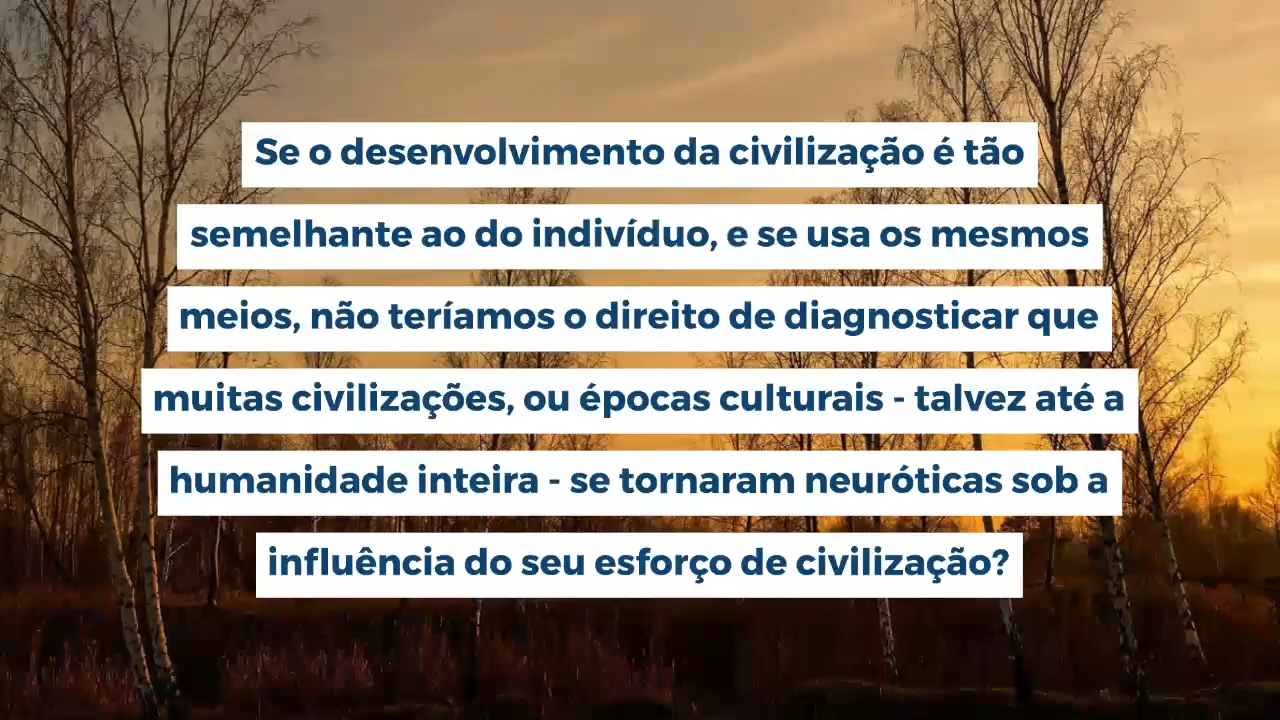 Se o desenvolvimento da civilização é tão
semelhante ao do indivíduo, e se usa os mesmos
meios, não teríamos o direito de diagnosticar que
muitas civilizações, ou épocas culturais - talvez até a
humanidade inteira - se tornaram neuróticas sob a
influência do seu esforço de civilização?